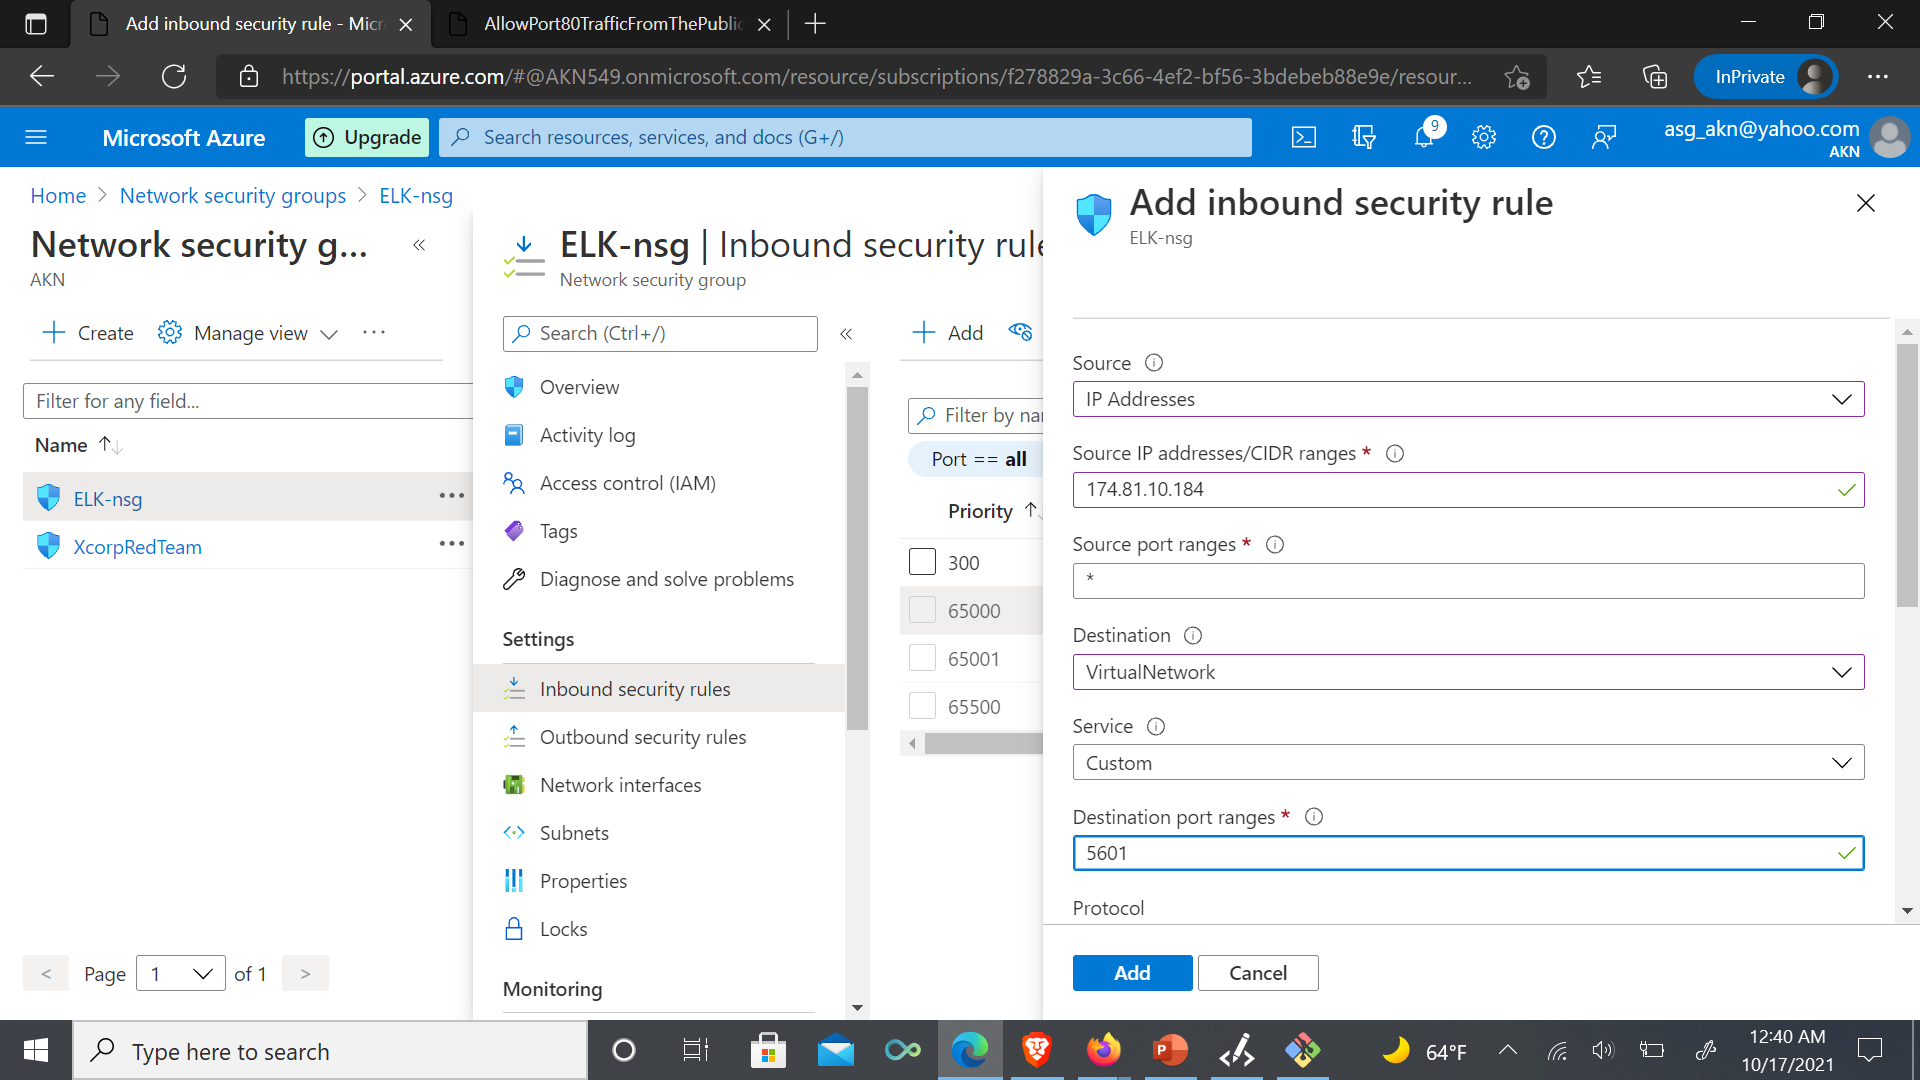 Add inbound security rule - Micr
AllowPort80TrafficFromThePublic
https://portal.azure.com/#@AKN549.onmicrosoft.com/resource/subscriptions/f278829a-3c66-4ef2-bf56-3bdebeb88e9e/resour...
InPrivate
Microsoft Azure
Upgrade
Search resources, services, and docs (G+/)
9
asg_akn@yahoo.com
AKN
Home > Network security groups > ELK-nsg
Network security g... «
AKN
Create
Manage view
...
Filter for any field...
Name
ELK-nsg
XcorpRedTeam
< Page 1 of 1 >
ELK-nsg | Inbound security rule
Network security group
Search (Ctrl+/) «
Overview
Activity log
Access control (IAM)
Tags
Diagnose and solve problems
Settings
Inbound security rules
Outbound security rules
Network interfaces
Subnets
Properties
Locks
Monitoring
Add
Filter by nam
Port == all
Priority
300
65000
65001
65500
Add inbound security rule
ELK-nsg
Source
IP Addresses
Source IP addresses/CIDR ranges *
174.81.10.184
Source port ranges *
*
Destination
VirtualNetwork
Service
Custom
Destination port ranges *
5601
Protocol
Add
Cancel
Type here to search
64°F
12:40 AM
10/17/2021